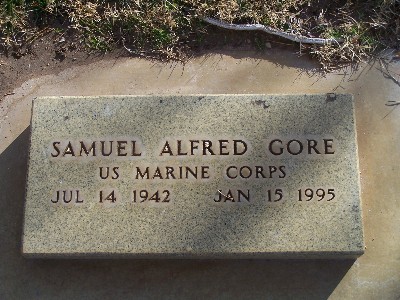 SAMUEL ALFRED GORE
US MARINE CORPS
JUL 14 1942 JAN 15 1995